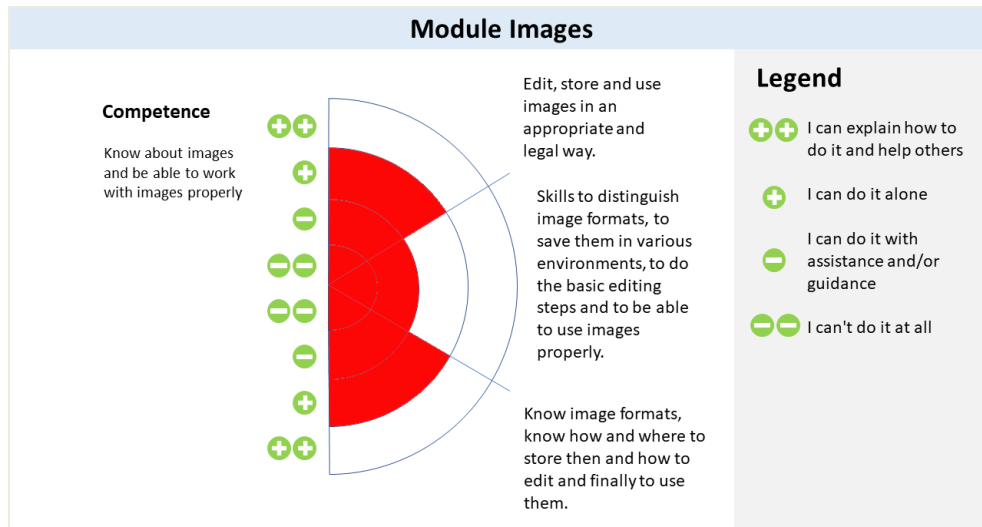 Module Images
Competence
Know about images
and be able to work
with images properly
Edit, store and use
images in an
appropriate and
legal way.
Skills to distinguish
image formats, to
save them in various
environments, to do
the basic editing
steps and to be able
to use images
properly.
Know image formats,
know how and where to
store then and how to
edit and finally to use
them.
Legend
I can explain how to
do it and help others
I can do it alone
I can do it with
assistance and/or
guidance
I can't do it at all